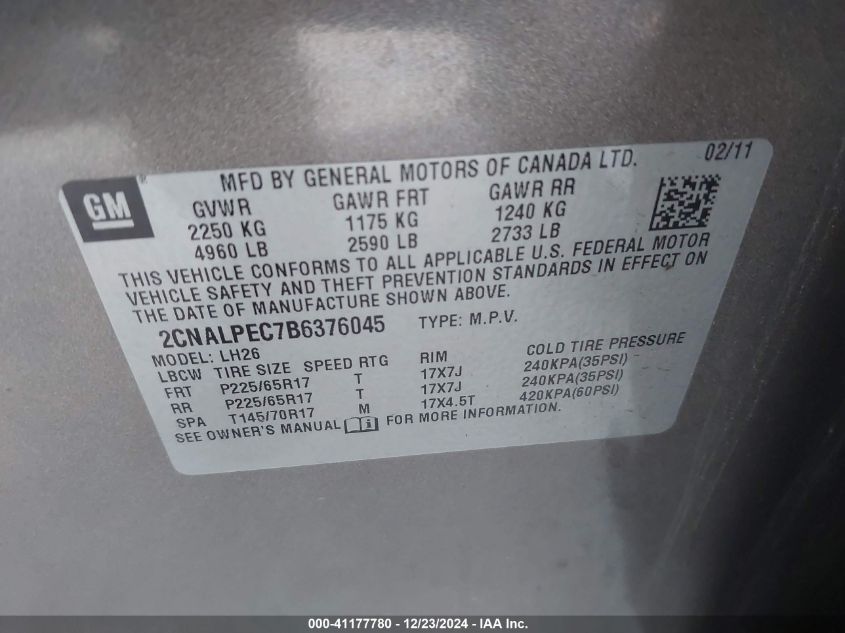 MFD BY GENERAL MOTORS OF CANADA LTD. 02/11
GM
GVWR GAWR FRT GAWR RR
2250 KG 1175 KG 1240 KG
4960 LB 2590 LB 2733 LB
THIS VEHICLE CONFORMS TO ALL APPLICABLE U.S. FEDERAL MOTOR
VEHICLE SAFETY AND THEFT PREVENTION STANDARDS IN EFFECT ON
THE DATE OF MANUFACTURE SHOWN ABOVE.
2CNALPEC7B6376045 TYPE: M.P.V.
MODEL: LH26
LBCW TIRE SIZE SPEED RTG RIM COLD TIRE PRESSURE
FRT P225/65R17 T 17X7J 240KPA(35PSI)
RR P225/65R17 T 17X7J 240KPA(35PSI)
SPA T145/70R17 M 17X4.5T 420KPA(60PSI)
SEE OWNER'S MANUAL i FOR MORE INFORMATION.
000-41177780 - 12/23/2024 - IAA Inc.